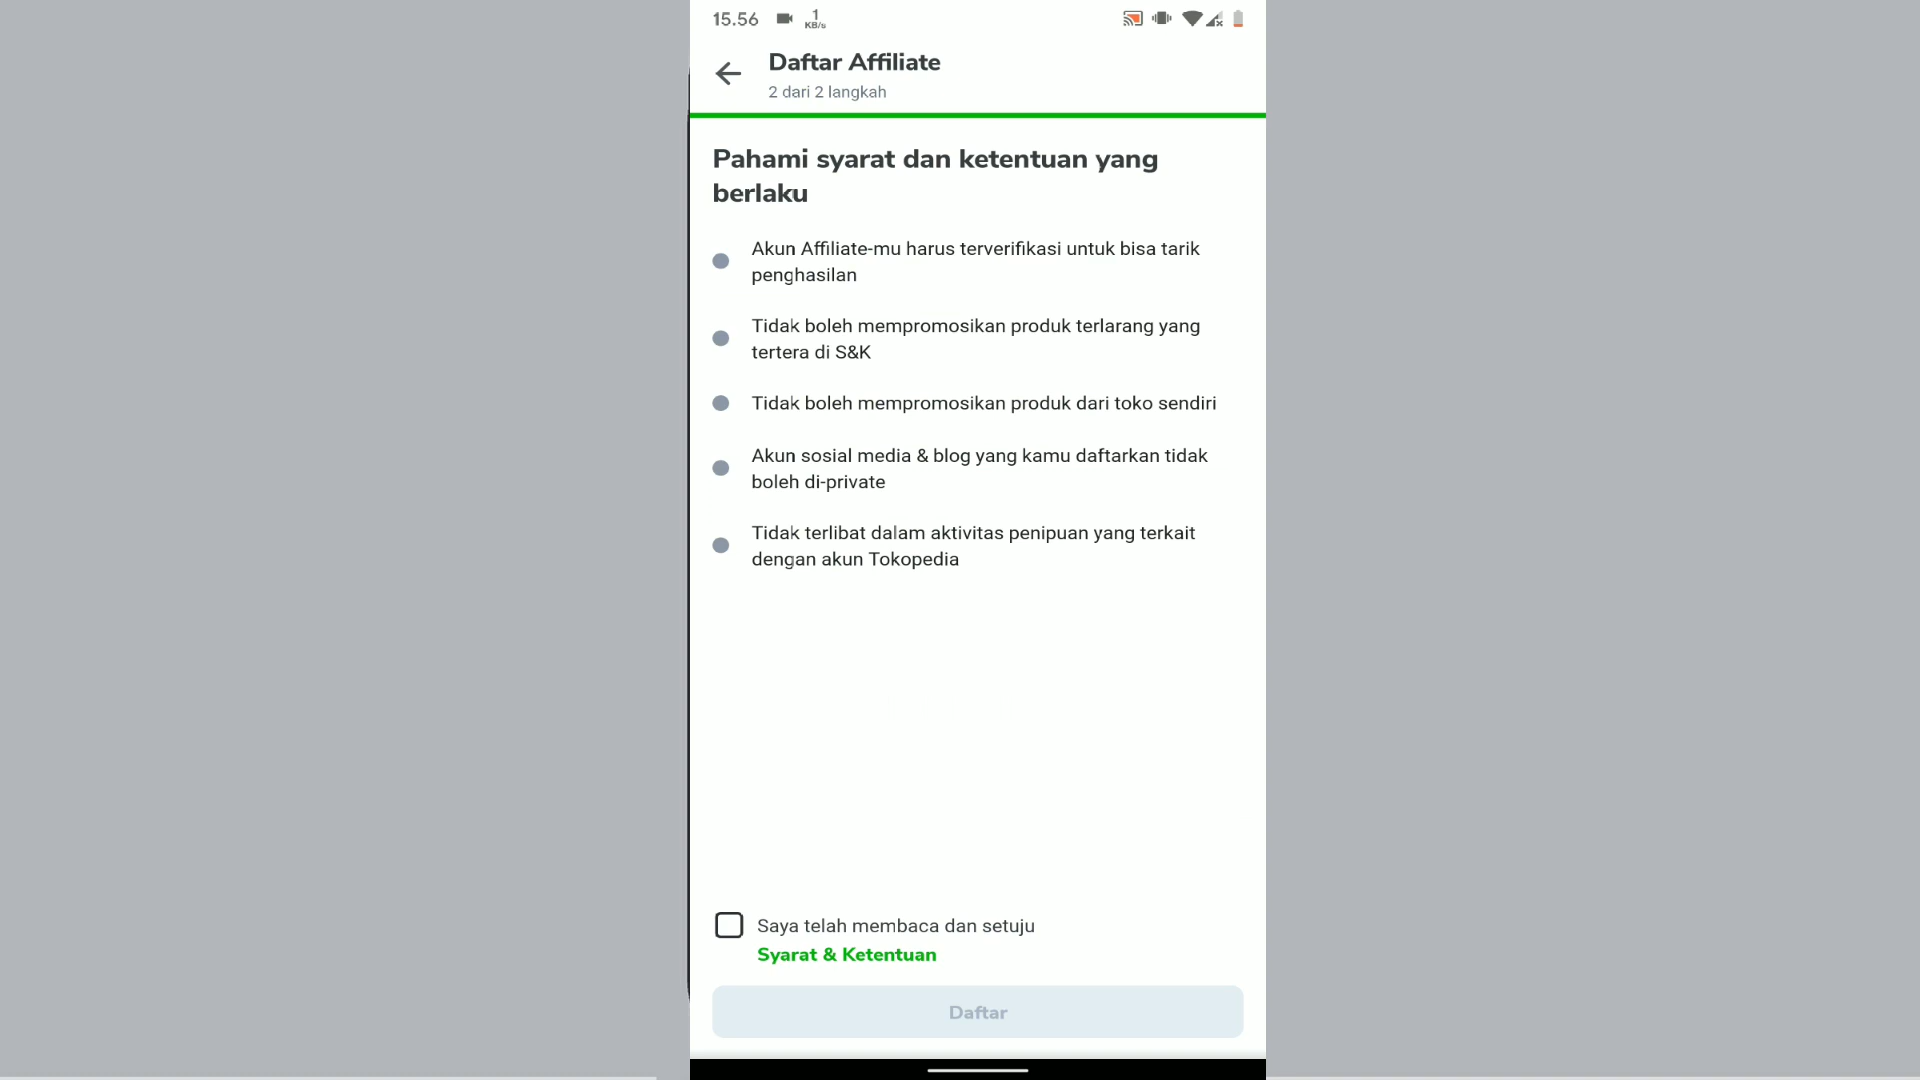 15.56
1
KB/s
Daftar Affiliate
2 dari 2 langkah
Pahami syarat dan ketentuan yang
berlaku
Akun Affiliate-mu harus terverifikasi untuk bisa tarik
penghasilan
Tidak boleh mempromosikan produk terlarang yang
tertera di S&K
Tidak boleh mempromosikan produk dari toko sendiri
Akun sosial media & blog yang kamu daftarkan tidak
boleh di-private
Tidak terlibat dalam aktivitas penipuan yang terkait
dengan akun Tokopedia
Saya telah membaca dan setuju
Syarat & Ketentuan
Daftar